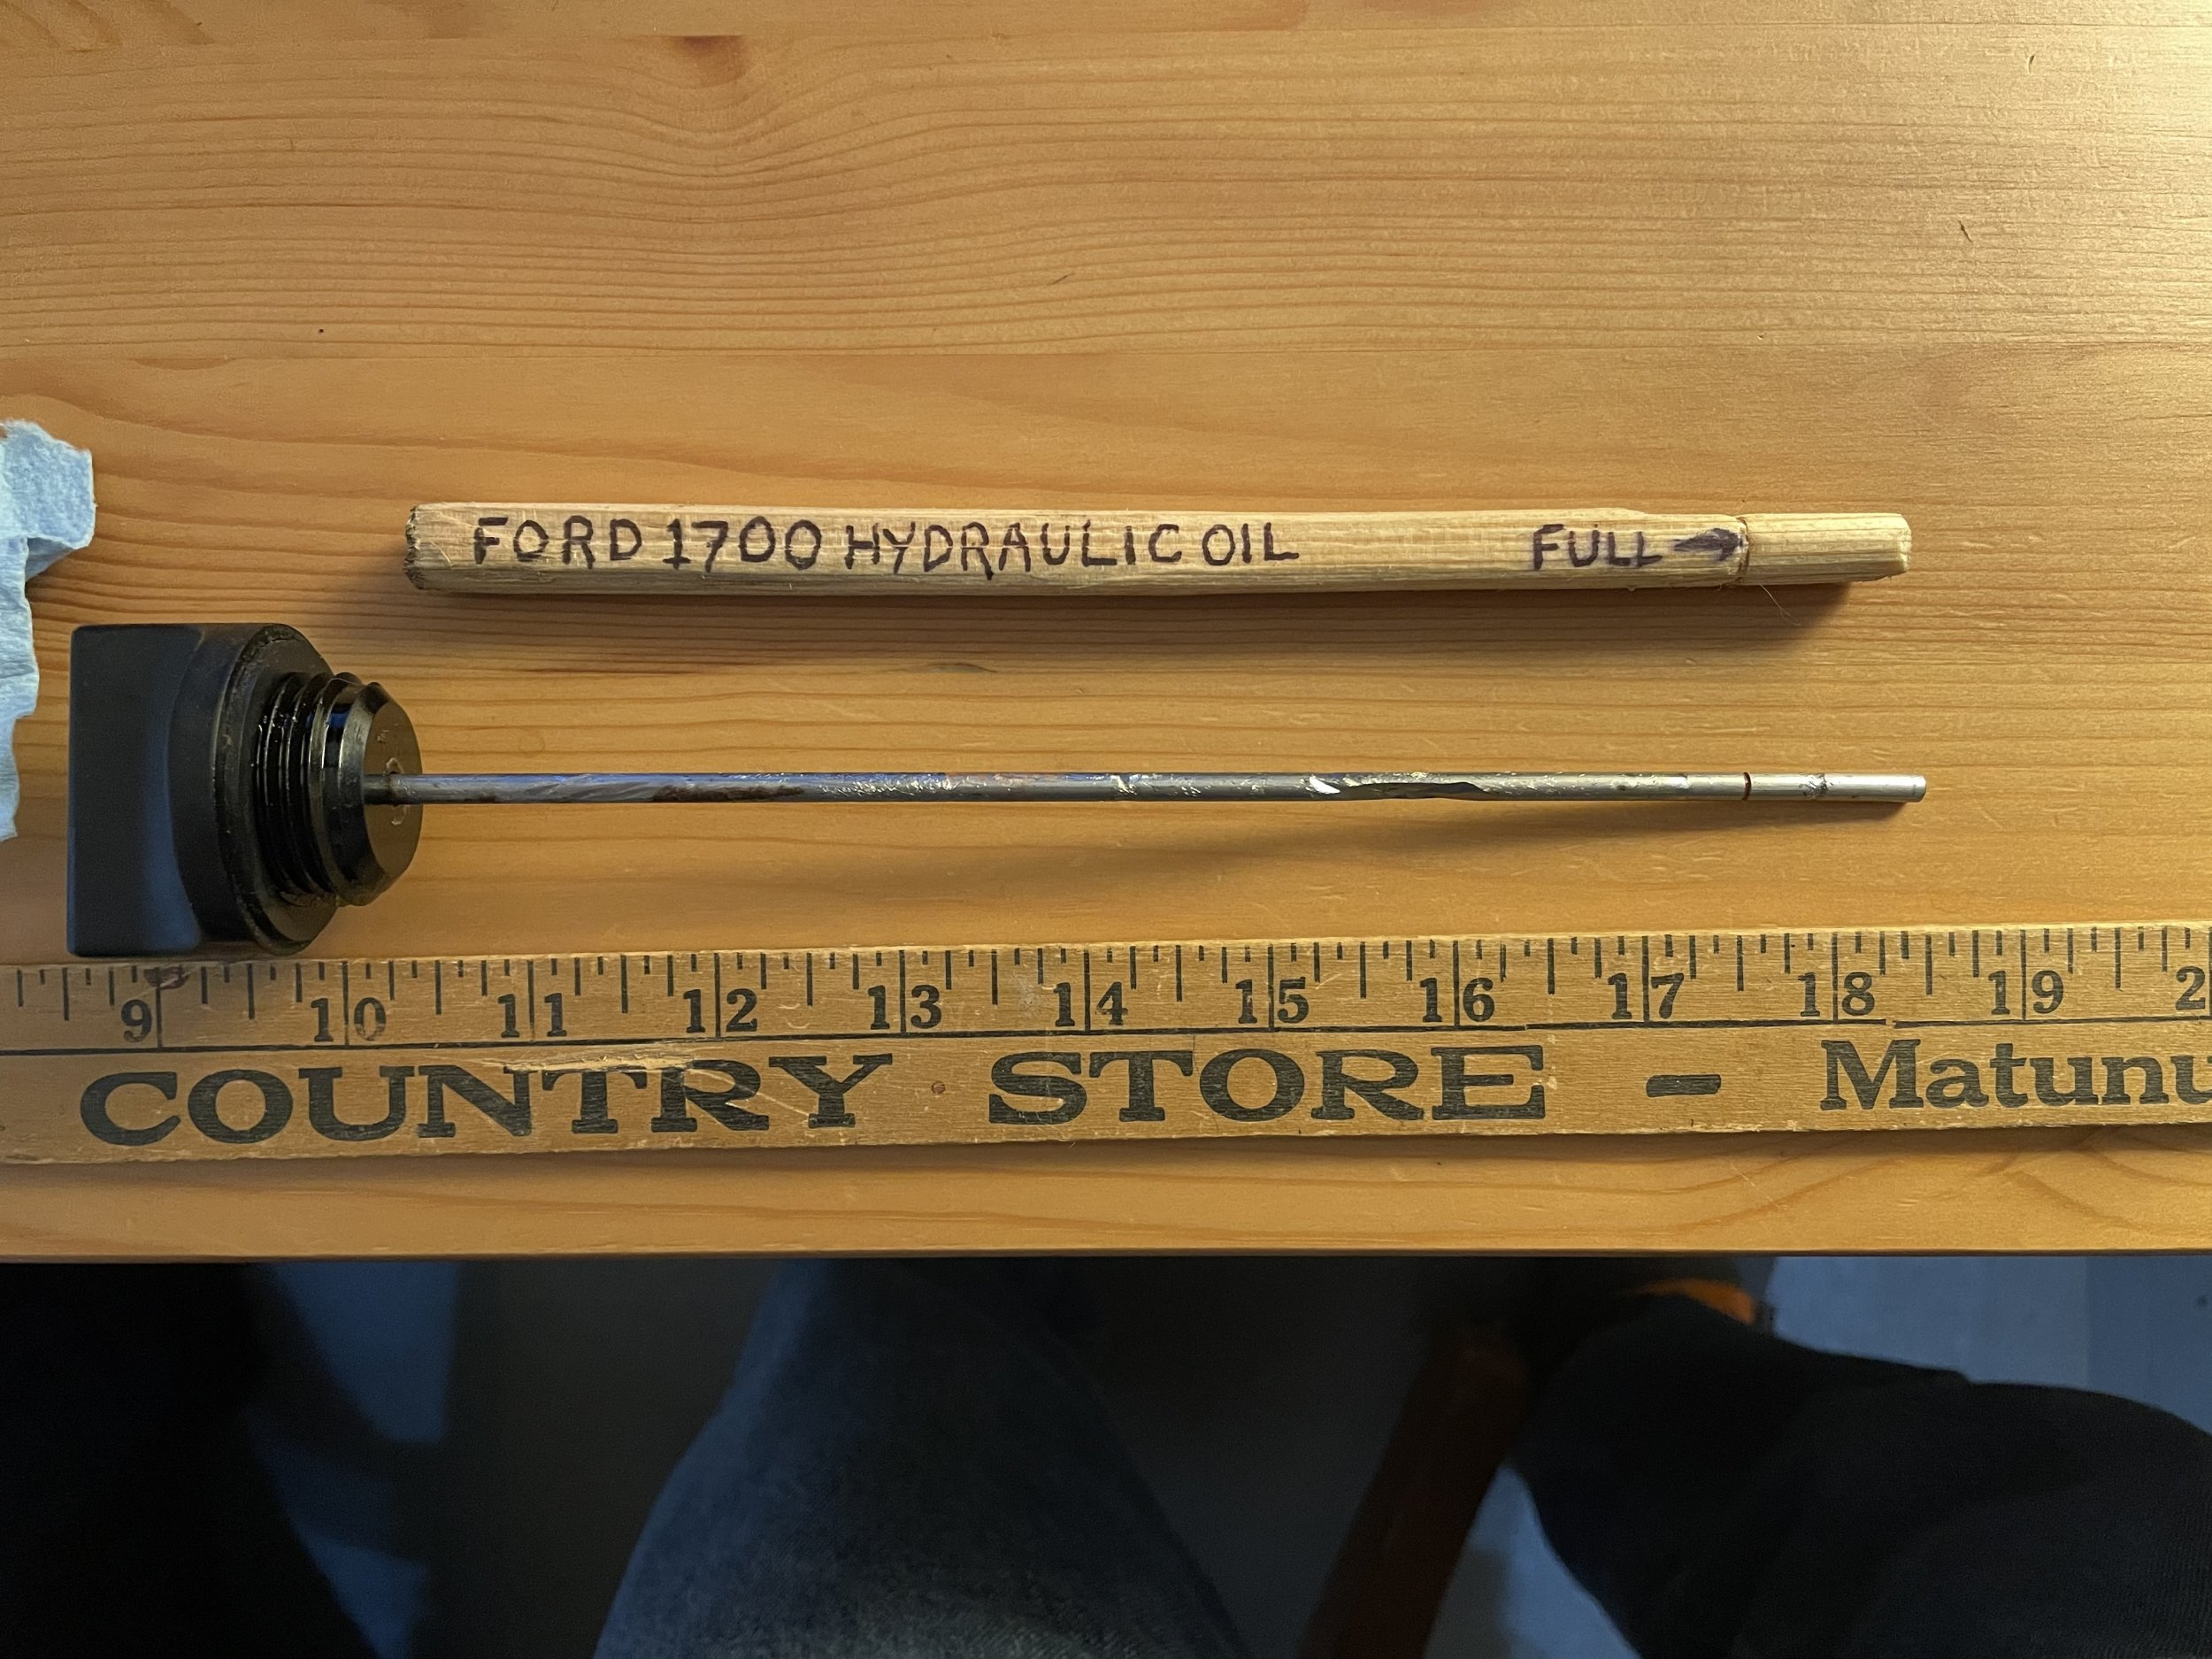 FORD 1700 HYDRAULIC OIL FULL →
9 10 11 12 13 14 15 16 17 18 19 2
COUNTRY STORE - Matunu